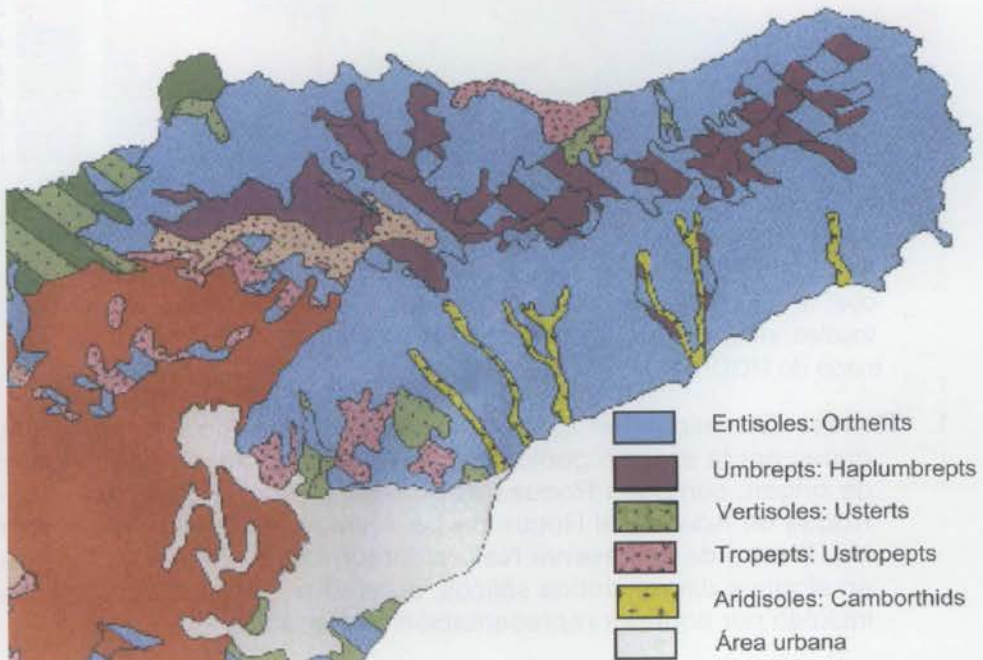 Entisoles: Orthents
Umbrepts: Haplumbrepts
Vertisoles: Usterts
Tropepts: Ustropepts
Aridisoles: Camborthids
Área urbana